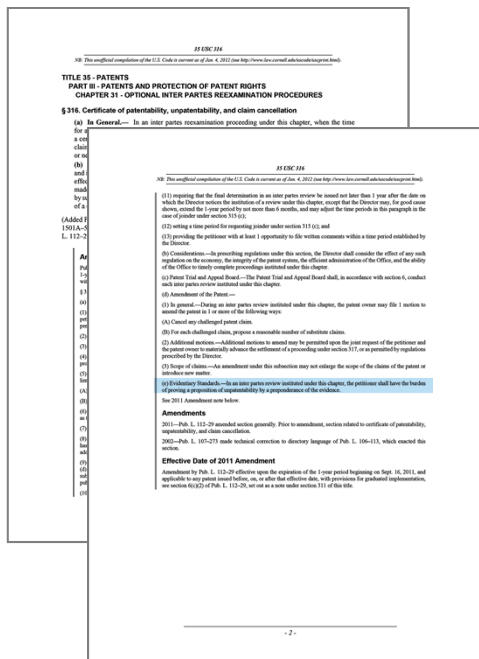 35 USC 316
NB: This unofficial compilation of the U.S. Code is current as of Jan. 4, 2012 (see http://www.law.cornell.edu/uscode/uscprint.html).
TITLE 35 - PATENTS
PART III - PATENTS AND PROTECTION OF PATENT RIGHTS
CHAPTER 31 - OPTIONAL INTER PARTES REEXAMINATION PROCEDURES
§ 316. Certificate of patentability, unpatentability, and claim cancellation
(a) In General.— In an inter partes reexamination proceeding under this chapter, when the time
for a
a cer
clain
or ne
(b)
and i
effec
made
by su
of a
(Added P
1501A–5
L. 112–2
35 USC 316
NB: This unofficial compilation of the U.S. Code is current as of Jan. 4, 2012 (see http://www.law.cornell.edu/uscode/uscprint.html).
(11) requiring that the final determination in an inter partes review be issued not later than 1 year after the date on
which the Director notices the institution of a review under this chapter, except that the Director may, for good cause
shown, extend the 1-year period by not more than 6 months, and may adjust the time periods in this paragraph in the
case of joinder under section 315 (c);
(12) setting a time period for requesting joinder under section 315 (c); and
(13) providing the petitioner with at least 1 opportunity to file written comments within a time period established by
the Director.
(b) Considerations.—In prescribing regulations under this section, the Director shall consider the effect of any such
regulation on the economy, the integrity of the patent system, the efficient administration of the Office, and the ability
of the Office to timely complete proceedings instituted under this chapter.
(c) Patent Trial and Appeal Board.—The Patent Trial and Appeal Board shall, in accordance with section 6, conduct
each inter partes review instituted under this chapter.
(d) Amendment of the Patent.—
(1) In general.—During an inter partes review instituted under this chapter, the patent owner may file 1 motion to
amend the patent in 1 or more of the following ways:
(A) Cancel any challenged patent claim.
(B) For each challenged claim, propose a reasonable number of substitute claims.
(2) Additional motions.—Additional motions to amend may be permitted upon the joint request of the petitioner and
the patent owner to materially advance the settlement of a proceeding under section 317, or as permitted by regulations
prescribed by the Director.
(3) Scope of claims.—An amendment under this subsection may not enlarge the scope of the claims of the patent or
introduce new matter.
(e) Evidentiary Standards.—In an inter partes review instituted under this chapter, the petitioner shall have the burden
of proving a proposition of unpatentability by a preponderance of the evidence.
See 2011 Amendment note below.
Amendments
2011—Pub. L. 112–29 amended section generally. Prior to amendment, section related to certificate of patentability,
unpatentability, and claim cancellation.
2002—Pub. L. 107–273 made technical correction to directory language of Pub. L. 106–113, which enacted this
section.
Effective Date of 2011 Amendment
Amendment by Pub. L. 112–29 effective upon the expiration of the 1-year period beginning on Sept. 16, 2011, and
applicable to any patent issued before, on, or after that effective date, with provisions for graduated implementation,
see section 6(c)(2) of Pub. L. 112–29, set out as a note under section 311 of this title.
- 2 -